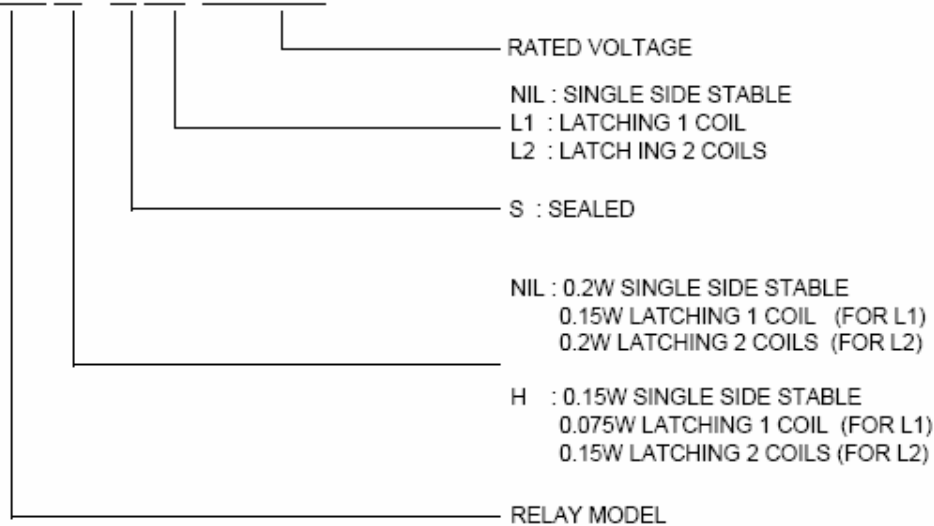 RATED VOLTAGE
NIL : SINGLE SIDE STABLE
L1 : LATCHING 1 COIL
L2 : LATCH ING 2 COILS
S : SEALED
NIL : 0.2W SINGLE SIDE STABLE
0.15W LATCHING 1 COIL (FOR L1)
0.2W LATCHING 2 COILS (FOR L2)
H : 0.15W SINGLE SIDE STABLE
0.075W LATCHING 1 COIL (FOR L1)
0.15W LATCHING 2 COILS (FOR L2)
RELAY MODEL